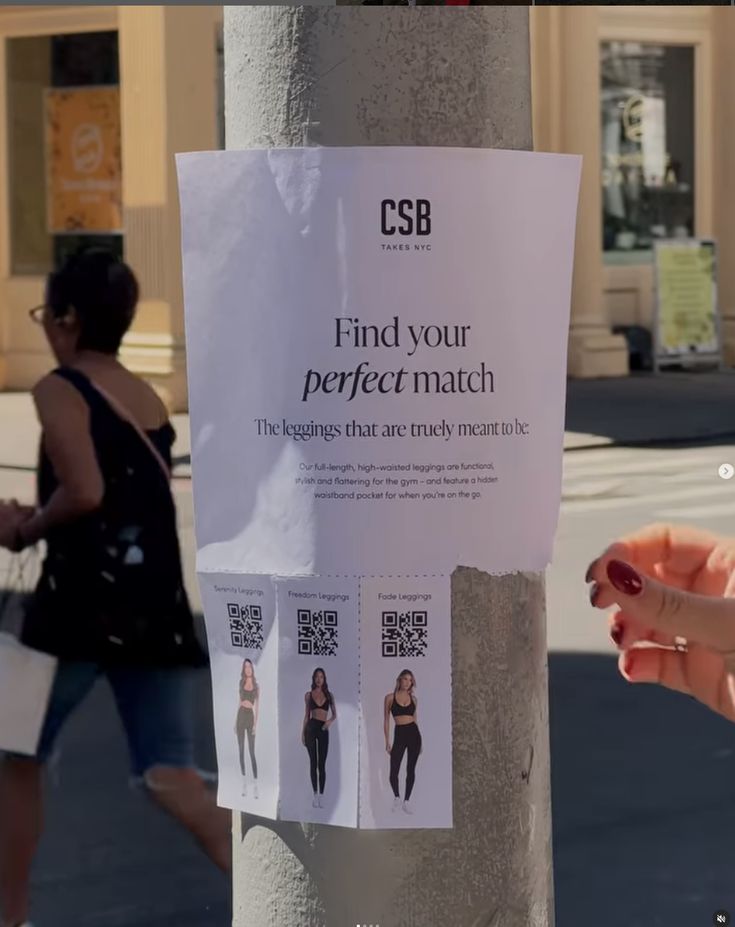 CSB
TAKES NYC
Find your
perfect match
The leggings that are truely meant to be:
Our full-length, high-waisted leggings are functional,
stylish and flattering for the gym – and feature a hidden
waistband pocket for when you're on the go.
Serenity Leggings
Freedom Leggings
Fade Leggings